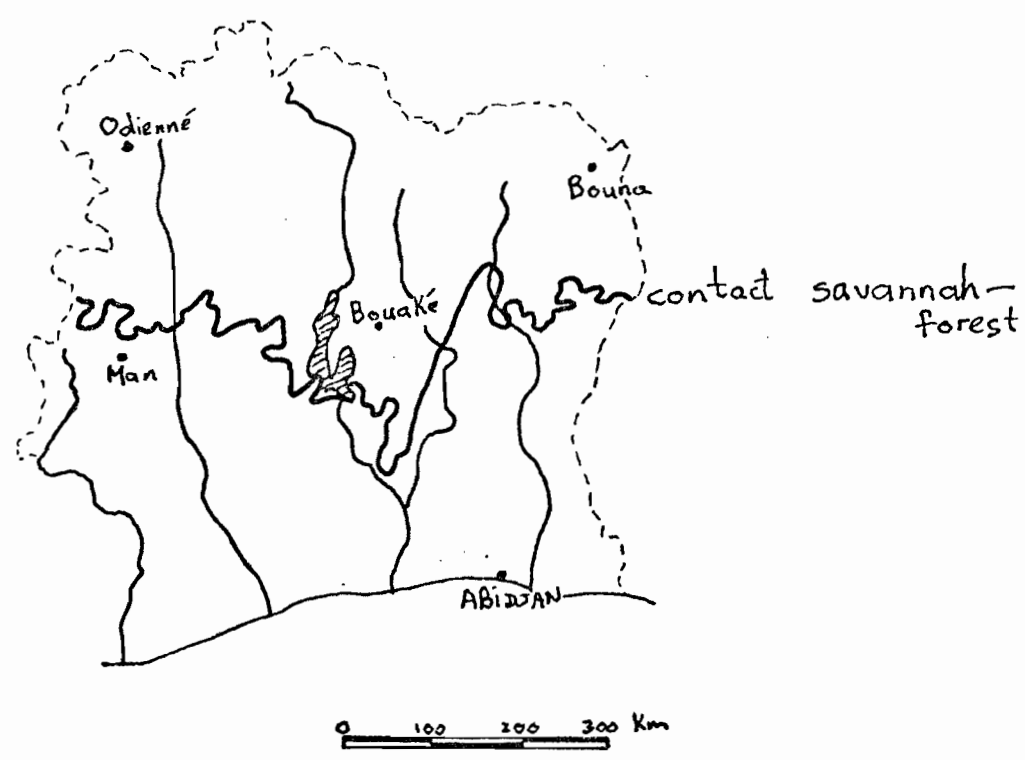 Odienné
Bouna
contact savannah-
forest
Bouaké
Man
ABiDJAN
0 100 200 300 Km